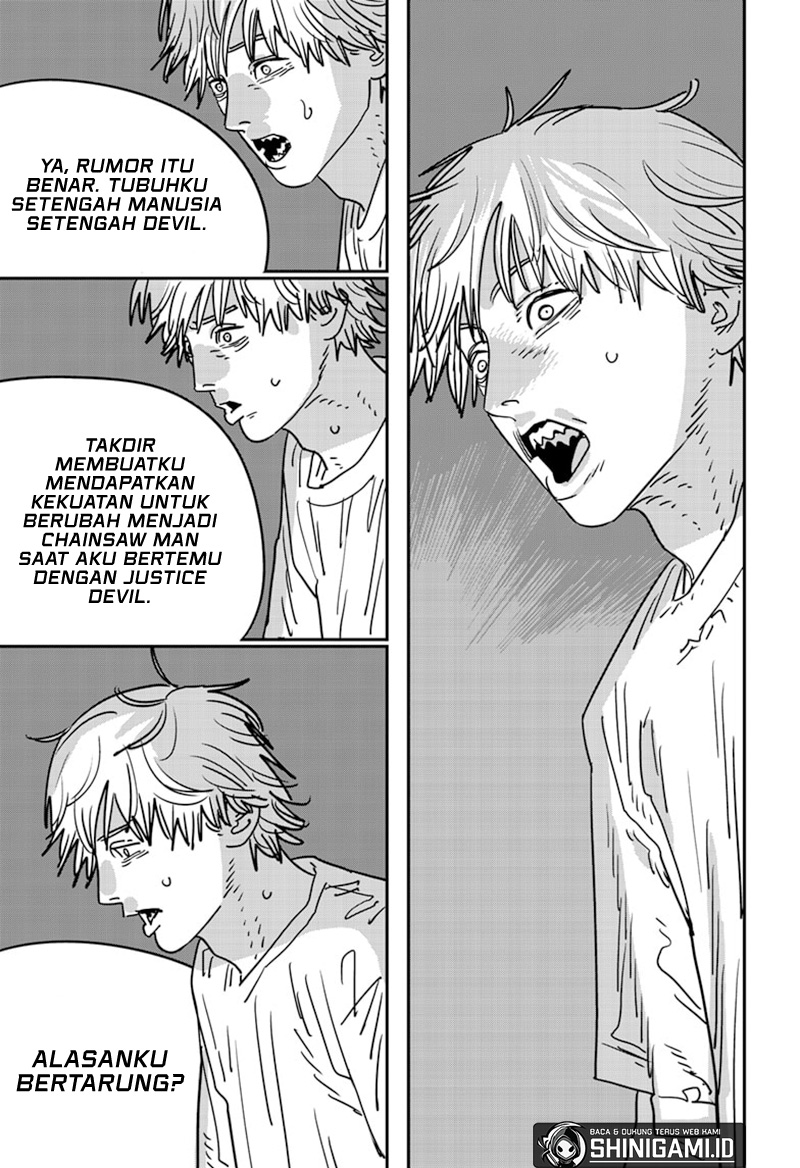 YA, RUMOR ITU
BENAR. TUBUHKU
SETENGAH MANUSIA
SETENGAH DEVIL.
TAKDIR
MEMBUATKU
MENDAPATKAN
KEKUATAN UNTUK
BERUBAH MENJADI
CHAINSAW MAN
SAAT AKU BERTEMU
DENGAN JUSTICE
DEVIL.
ALASANKU
BERTARUNG?
BACA & DUKUNG TERUS WEB KAMI
SHINIGAMI.ID